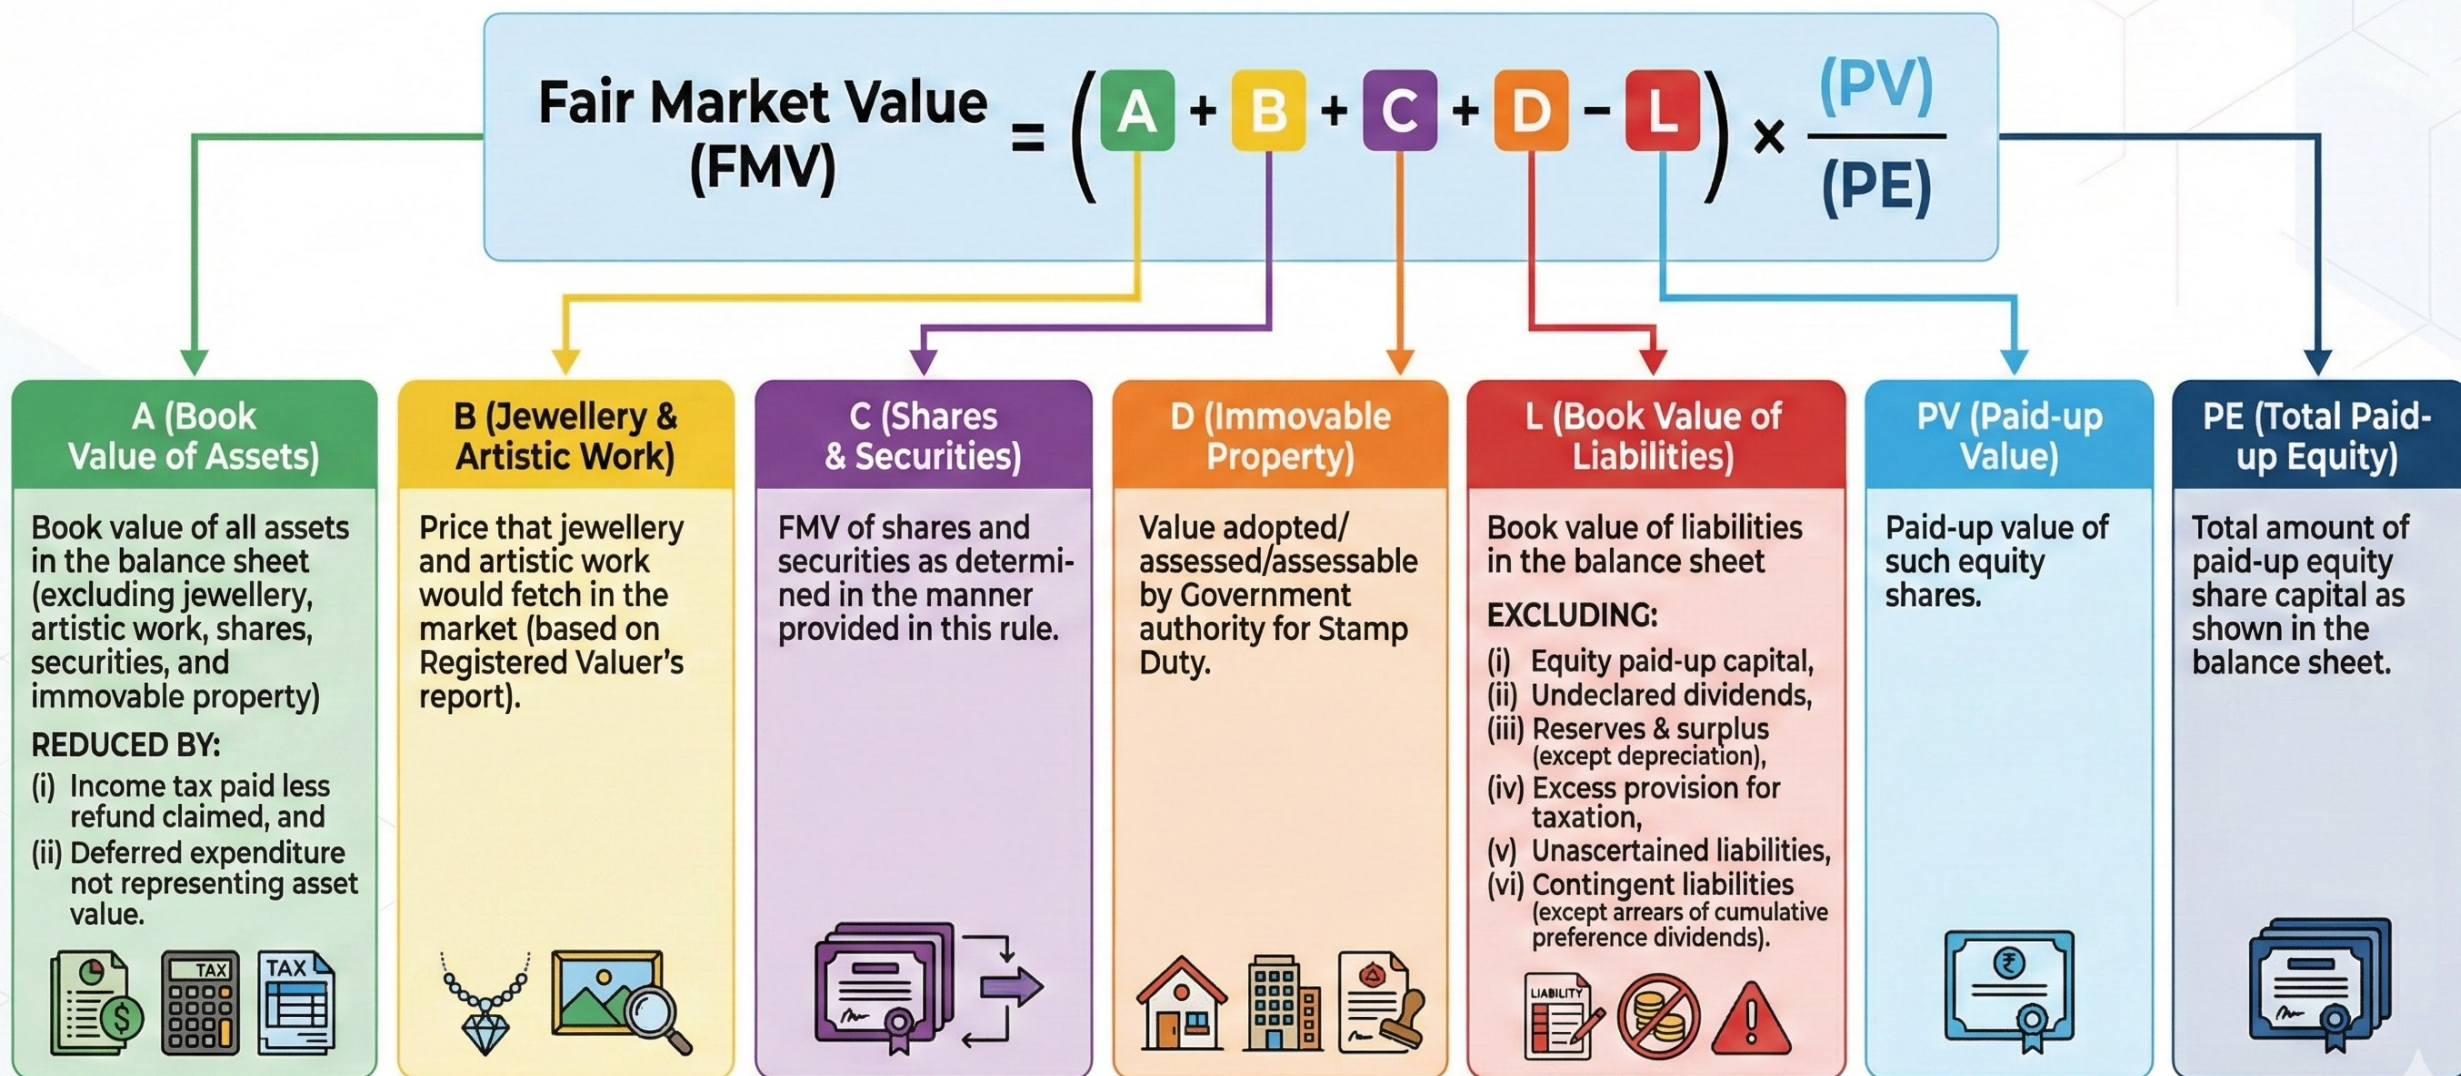 Fair Market Value
(FMV)
= ( A + B + C + D - L ) × (PV)
(PE)
A (Book
Value of Assets)
Book value of all assets
in the balance sheet
(excluding jewellery,
artistic work, shares,
securities, and
immovable property)
REDUCED BY:
(i) Income tax paid less
refund claimed, and
(ii) Deferred expenditure
not representing asset
value.
TAX
TAX
B (Jewellery &
Artistic Work)
Price that jewellery
and artistic work
would fetch in the
market (based on
Registered Valuer's
report).
C (Shares
& Securities)
FMV of shares and
securities as determi-
ned in the manner
provided in this rule.
D (Immovable
Property)
Value adopted/
assessed/assessable
by Government
authority for Stamp
Duty.
L (Book Value of
Liabilities)
Book value of liabilities
in the balance sheet
EXCLUDING:
(i) Equity paid-up capital,
(ii) Undeclared dividends,
(iii) Reserves & surplus
(except depreciation),
(iv) Excess provision for
taxation,
(v) Unascertained liabilities,
(vi) Contingent liabilities
(except arrears of cumulative
preference dividends).
LIABILITY
PV (Paid-up
Value)
Paid-up value of
such equity
shares.
₹
PE (Total Paid-
up Equity)
Total amount of
paid-up equity
share capital as
shown in the
balance sheet.